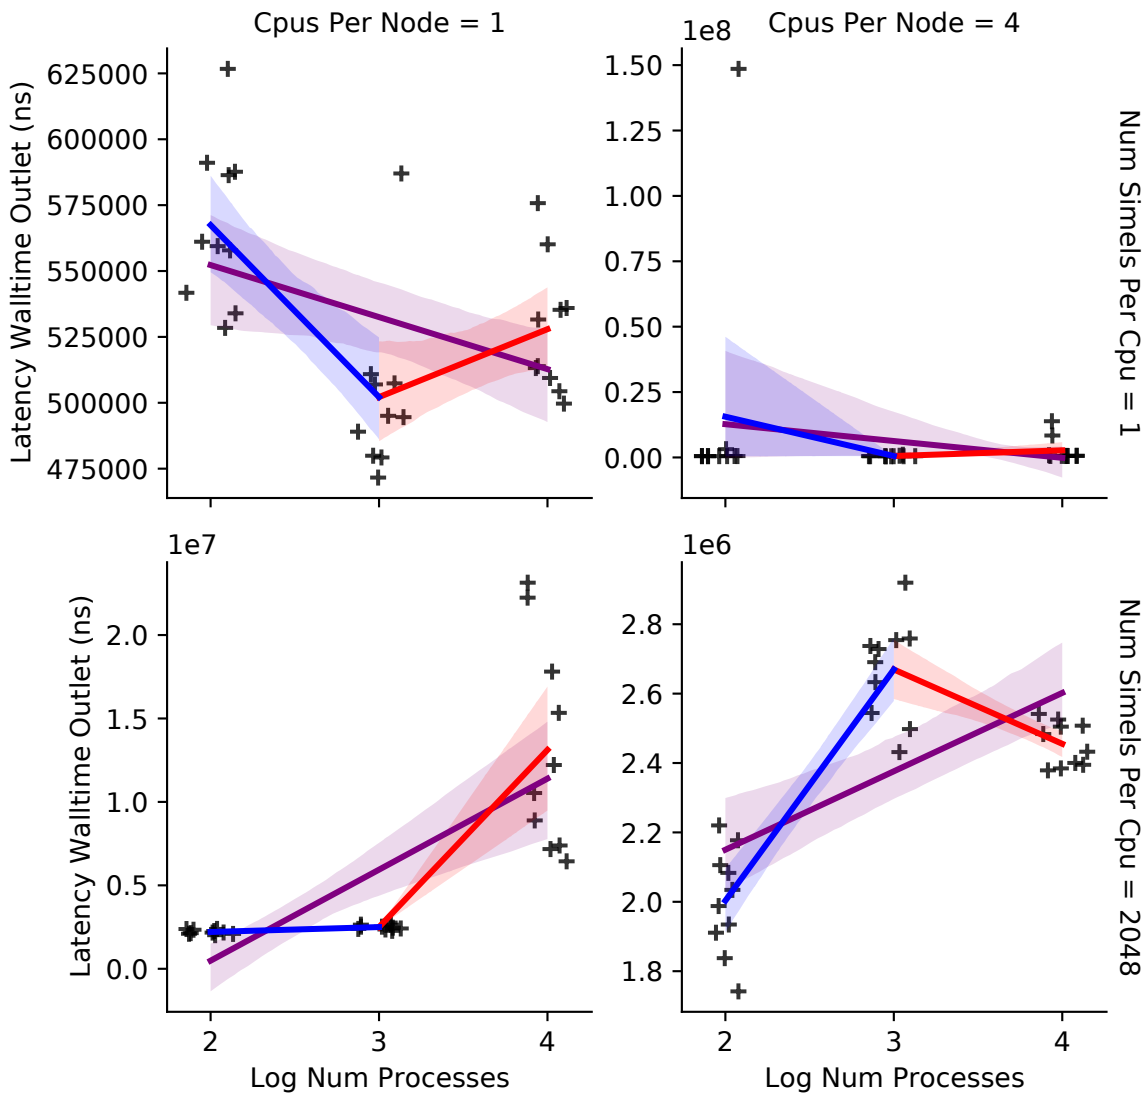 Cpus Per Node = 1
Cpus Per Node = 4
1e8
Latency Walltime Outlet (ns)
625000
600000
575000
550000
525000
500000
475000
1.50
1.25
1.00
0.75
0.50
0.25
0.00
Num Simels Per Cpu = 1
1e7
1e6
Latency Walltime Outlet (ns)
2.0
1.5
1.0
0.5
0.0
2.8
2.6
2.4
2.2
2.0
1.8
Num Simels Per Cpu = 2048
2
3
4
2
3
4
Log Num Processes
Log Num Processes